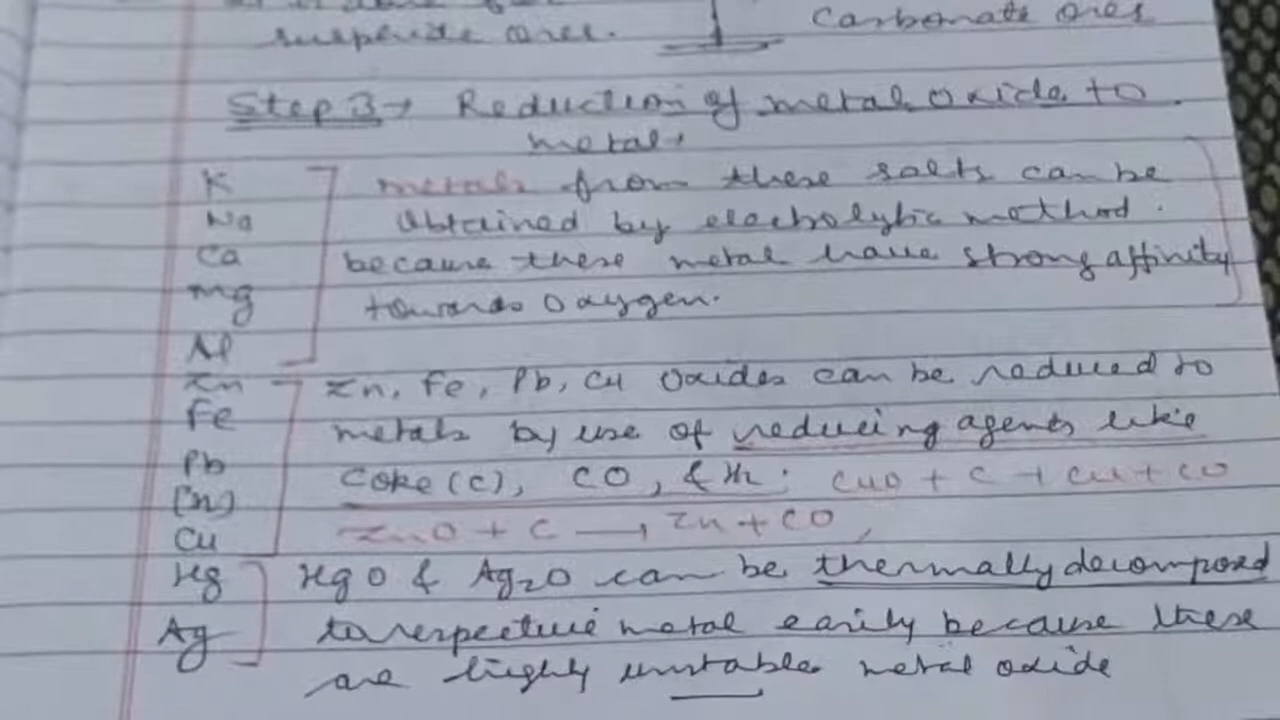 sulphide ores.
carbonate ores
Step 3 → Reduction of metal oxide to
metal.
K
Na
Ca
Mg
Al
metals from these salts can be
obtained by electrolytic method.
because these metal have strong affinity
towards oxygen.
Zn
Fe
Pb
(H)
Cu
Zn, Fe, Pb, Cu oxides can be reduced to
metals by use of reducing agents like
Coke (C), CO, & H2: CuO + C → Cu + CO
ZnO + C → Zn + CO,
Hg
Ag
HgO & Ag2O can be thermally decomposed
to respective metal easily because these
are highly unstable metal oxide